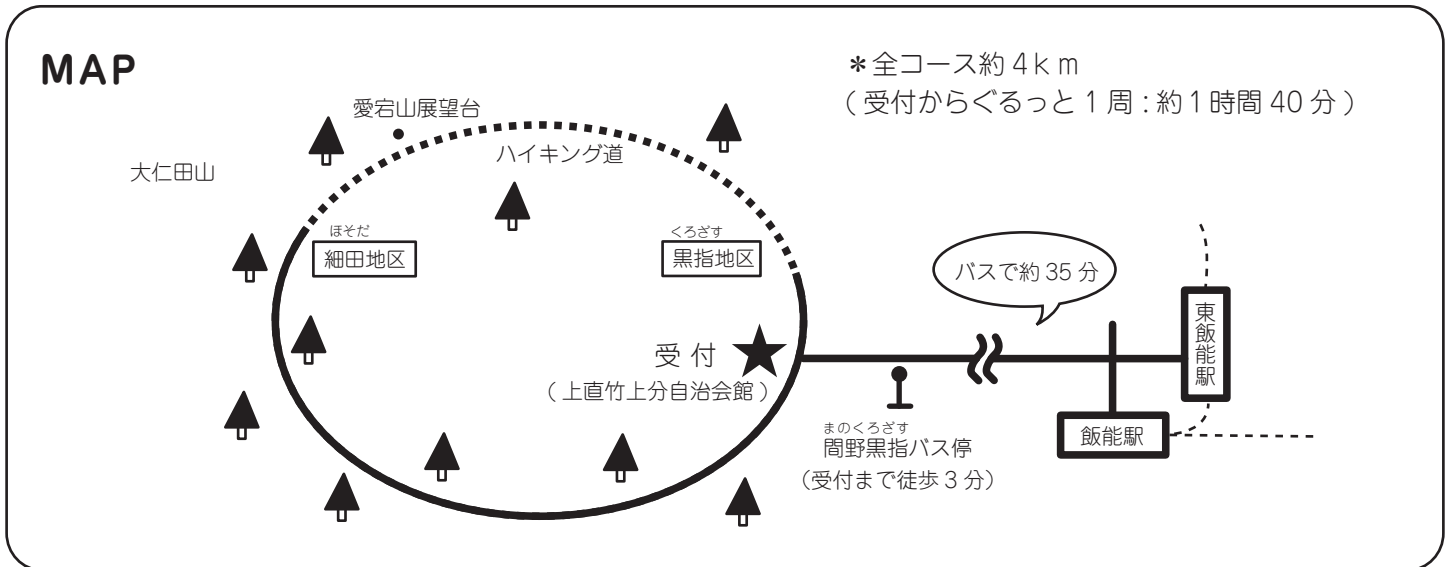 MAP
*全コース約4km
(受付からぐるっと1周:約1時間40分)
愛宕山展望台
ハイキング道
大仁田山
ほそだ
細田地区
くろざす
黒指地区
バスで約35分
東飯能駅
受付
(上直竹上分自治会館)
まのくろざす
間野黒指バス停
(受付まで徒歩3分)
飯能駅